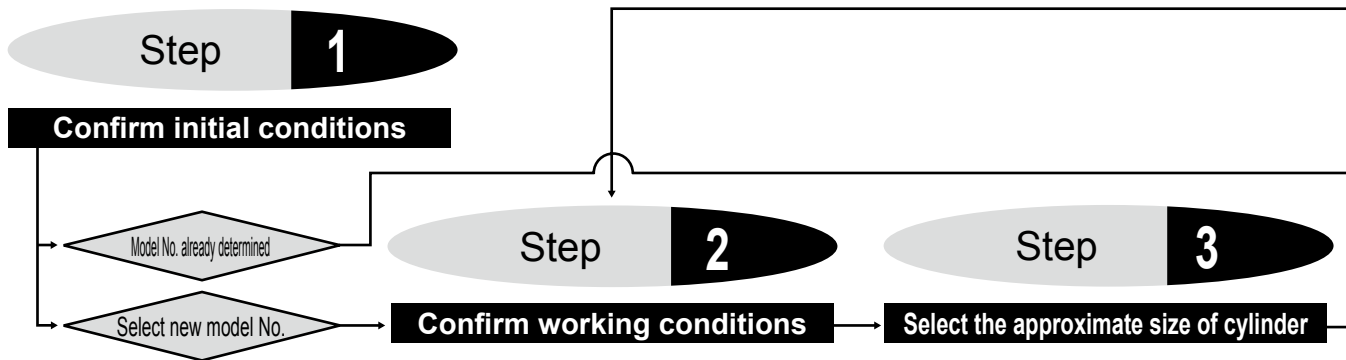 Step 1
Confirm initial conditions
Model No. already determined
Select new model No.
Step 2
Confirm working conditions
Step 3
Select the approximate size of cylinder